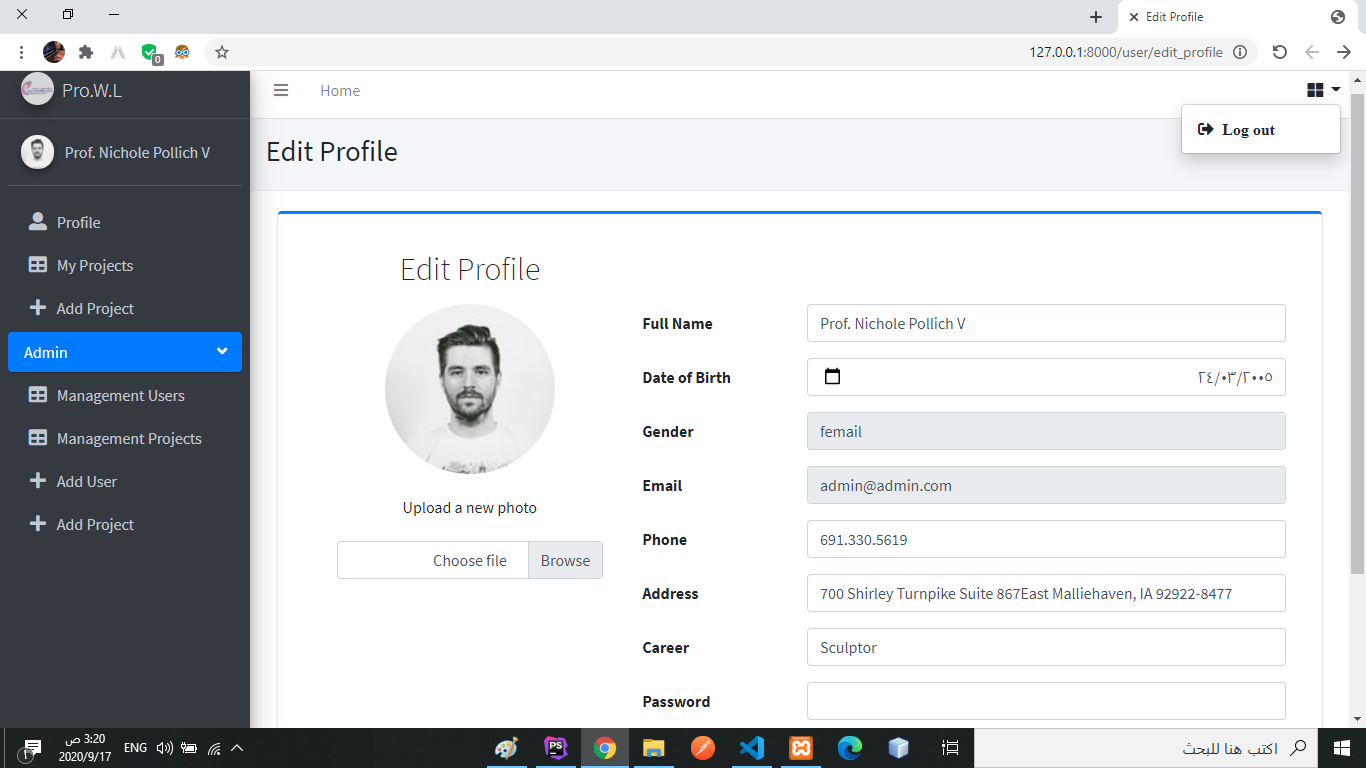 Edit Profile
127.0.0.1:8000/user/edit_profile
0
Pro.W.L
Home
Log out
Prof. Nichole Pollich V
Edit Profile
Profile
My Projects
Add Project
Admin
Management Users
Management Projects
Add User
Add Project
Edit Profile
Upload a new photo
Choose file
Browse
Full Name
Prof. Nichole Pollich V
Date of Birth
٢٤/٠٣/٢٠٠٥
Gender
femail
Email
admin@admin.com
Phone
691.330.5619
Address
700 Shirley Turnpike Suite 867East Malliehaven, IA 92922-8477
Career
Sculptor
Password
١
3:20 ص
2020/9/17
ENG
PS
اكتب هنا للبحث